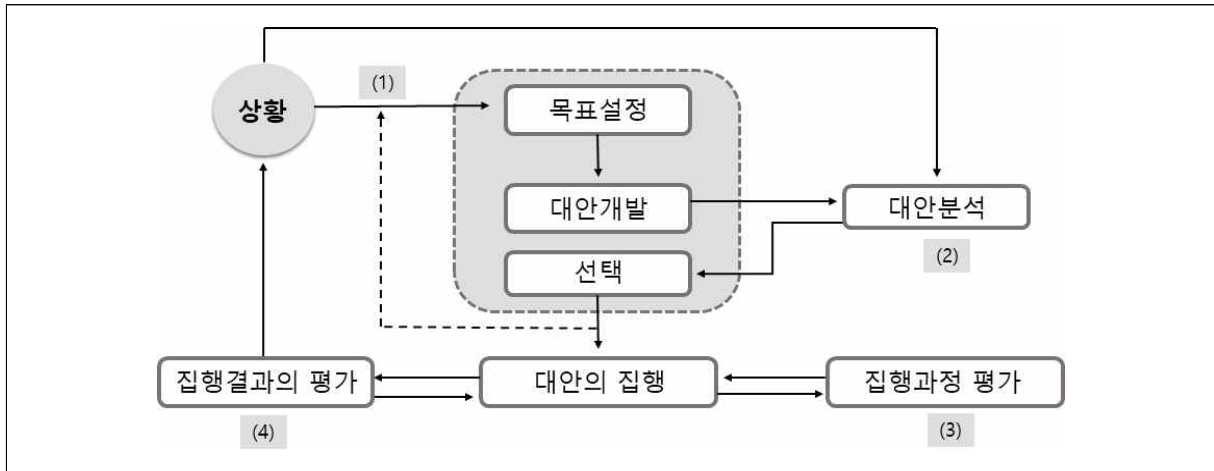 (1)
상황
목표설정
대안개발
대안분석
(2)
선택
집행결과의 평가
대안의 집행
집행과정 평가
(4)
(3)